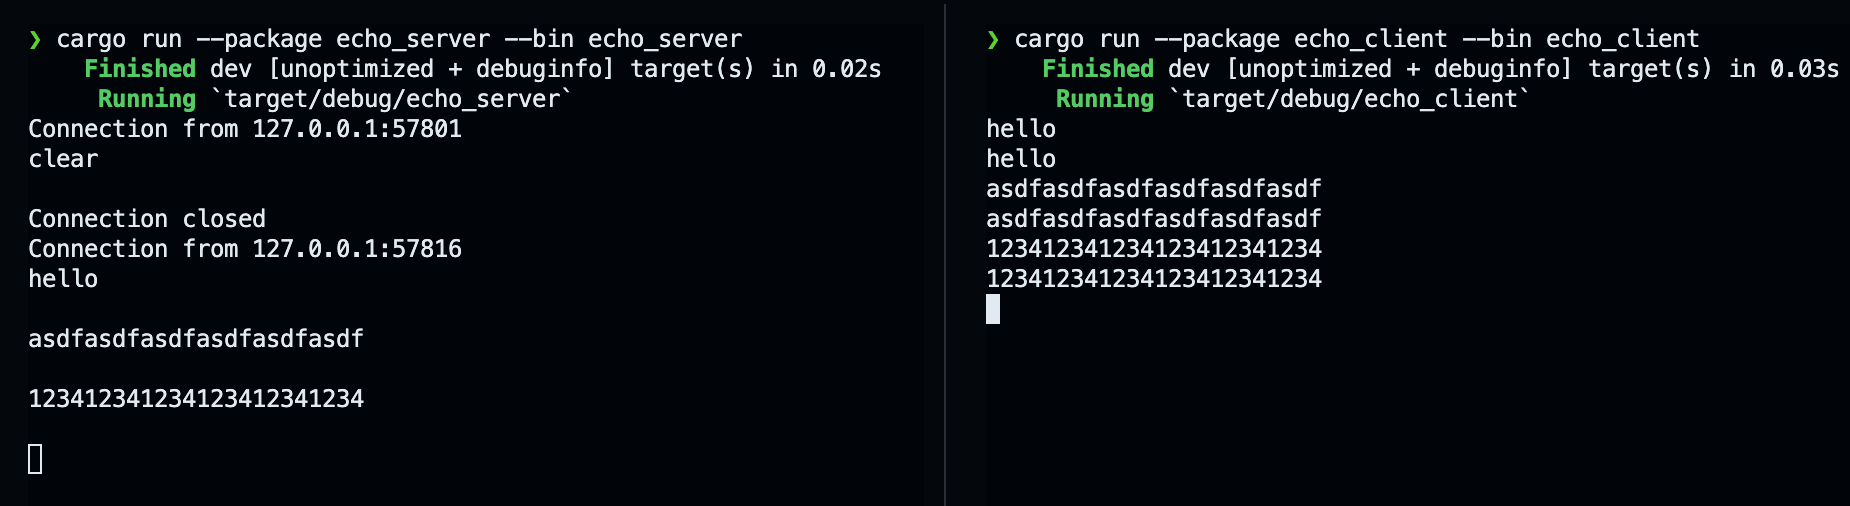 ❯ cargo run --package echo_server --bin echo_server
    Finished dev [unoptimized + debuginfo] target(s) in 0.02s
     Running `target/debug/echo_server`
Connection from 127.0.0.1:57801
clear

Connection closed
Connection from 127.0.0.1:57816
hello

asdfasdfasdfasdfasdfasdf

123412341234123412341234

❯ cargo run --package echo_client --bin echo_client
    Finished dev [unoptimized + debuginfo] target(s) in 0.03s
     Running `target/debug/echo_client`
hello
hello
asdfasdfasdfasdfasdfasdf
asdfasdfasdfasdfasdfasdf
123412341234123412341234
123412341234123412341234